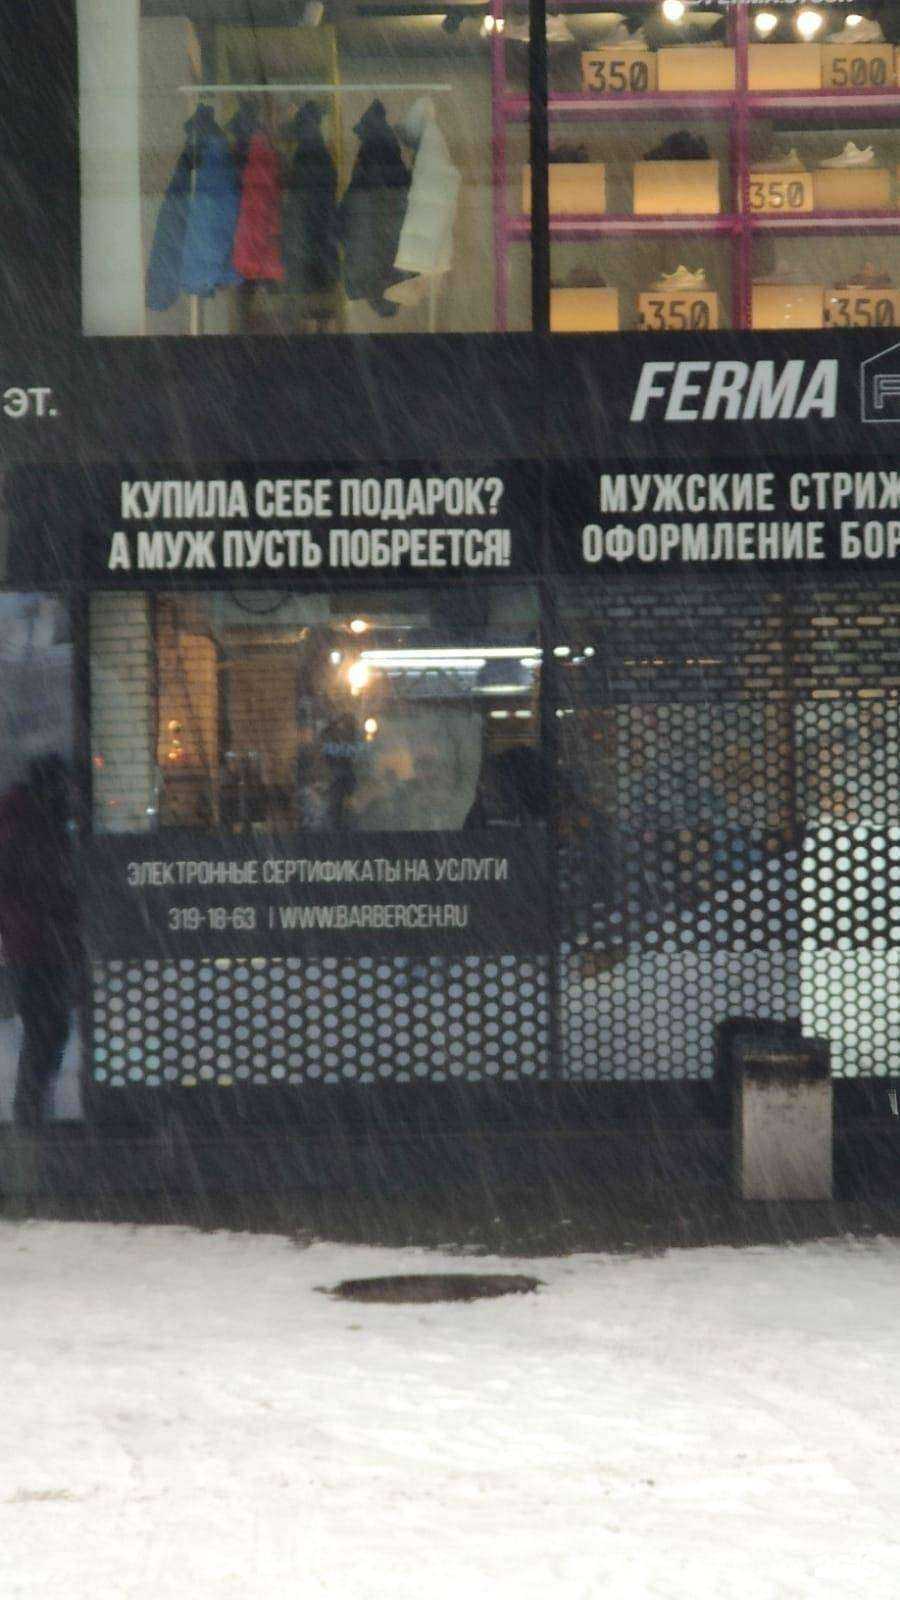 350
500
350
350
350
эт.
FERMA
КУПИЛА СЕБЕ ПОДАРОК?
А МУЖ ПУСТЬ ПОБРЕЕТСЯ!
МУЖСКИЕ СТРИЖ
ОФОРМЛЕНИЕ БОР
ЭЛЕКТРОННЫЕ СЕРТИФИКАТЫ НА УСЛУГИ
319-18-63 | WWW.BARBERCEH.RU